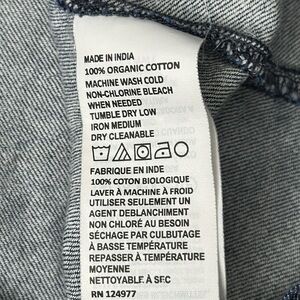 MADE IN INDIA
100% ORGANIC COTTON
MACHINE WASH COLD
NON-CHLORINE BLEACH
WHEN NEEDED
TUMBLE DRY LOW
IRON MEDIUM
DRY CLEANABLE
FABRIQUE EN INDE
100% COTON BIOLOGIQUE
LAVER À MACHINE À FROID
UTILISER SEULEMENT UN
AGENT DEBLANCHIMENT
NON CHLORÉ AU BESOIN
SÉCHAGE PAR CULBUTAGE
À BASSE TEMPÉRATURE
REPASSER À TEMPÉRATURE
MOYENNE
NETTOYABLE À SEC
RN 124977